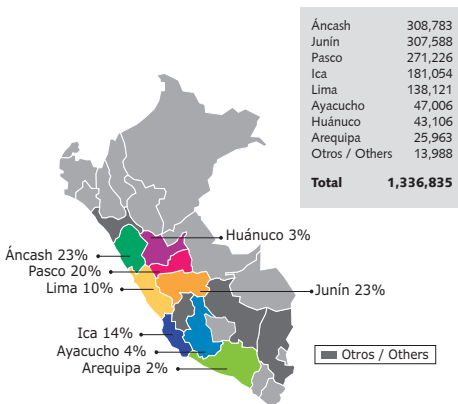 Áncash 308,783
Junín 307,588
Pasco 271,226
Ica 181,054
Lima 138,121
Ayacucho 47,006
Huánuco 43,106
Arequipa 25,963
Otros / Others 13,988
Total 1,336,835
Huánuco 3%
Áncash 23%
Pasco 20%
Lima 10%
Junín 23%
Ica 14%
Ayacucho 4%
Arequipa 2%
Otros / Others